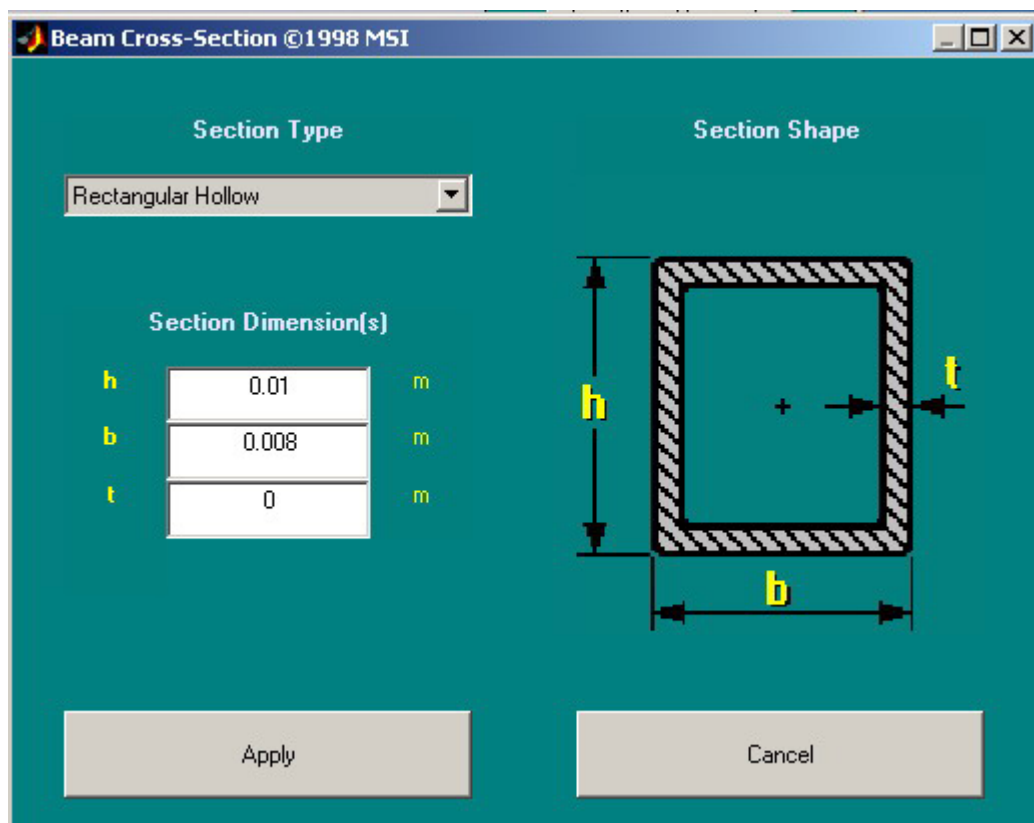 Beam Cross-Section ©1998 MSI
Section Type
Section Shape
Rectangular Hollow
Section Dimension(s)
h 0.01 m
b 0.008 m
t 0 m
h
t
b
Apply
Cancel